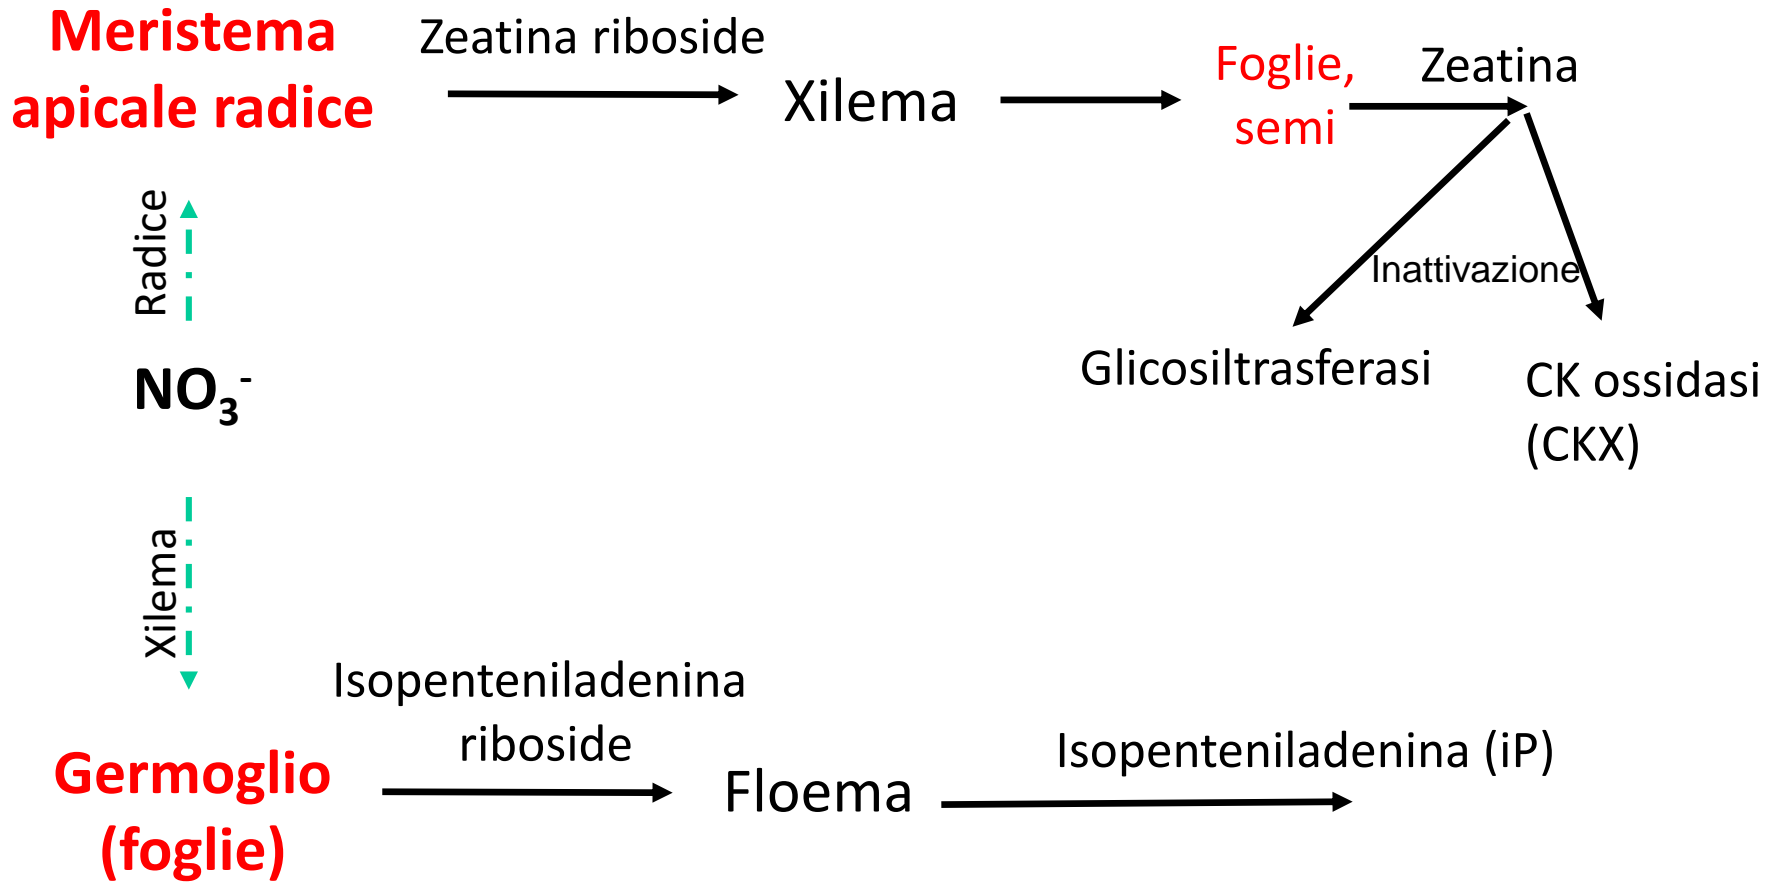 Meristema
apicale radice
Zeatina riboside
Xilema
Foglie,
semi
Zeatina
Inattivazione
Glicosiltrasferasi
CK ossidasi
(CKX)
Radice
NO₃⁻
Xilema
Germoglio
(foglie)
Isopenteniladenina
riboside
Floema
Isopenteniladenina (iP)